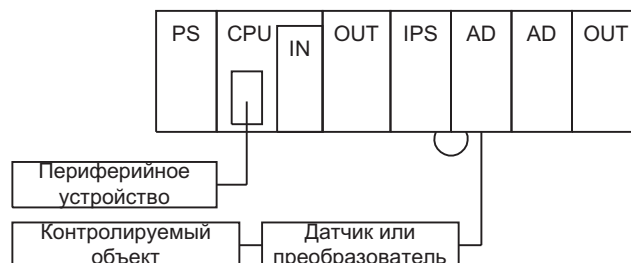 PS CPU IN OUT IPS AD AD OUT
Периферийное
устройство
Контролируемый
объект
Датчик или
преобразователь